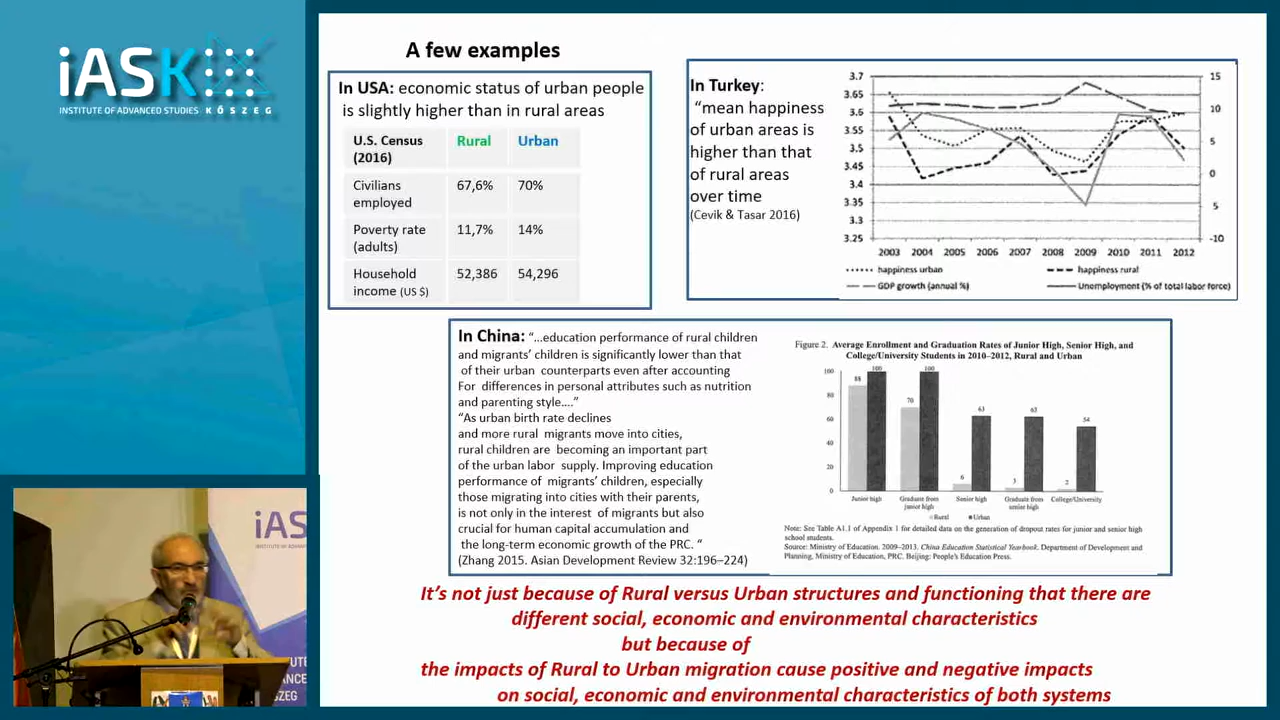 iASK
INSTITUTE OF ADVANCED STUDIES • KŐSZEG
A few examples
In USA: economic status of urban people
is slightly higher than in rural areas
U.S. Census (2016) Rural Urban
Civilians employed 67,6% 70%
Poverty rate (adults) 11,7% 14%
Household income (US $) 52,386 54,296
In Turkey:
“mean happiness
of urban areas is
higher than that
of rural areas
over time
(Cevik & Tasar 2016)
3.7
3.65
3.6
3.55
3.5
3.45
3.4
3.35
3.3
3.25
15
10
5
0
-5
-10
2003 2004 2005 2006 2007 2008 2009 2010 2011 2012
happiness urban happiness rural
GDP growth (annual %) Unemployment (% of total labor force)
In China: “...education performance of rural children
and migrants’ children is significantly lower than that
of their urban counterparts even after accounting
For differences in personal attributes such as nutrition
and parenting style....”
“As urban birth rate declines
and more rural migrants move into cities,
rural children are becoming an important part
of the urban labor supply. Improving education
performance of migrants’ children, especially
those migrating into cities with their parents,
is not only in the interest of migrants but also
crucial for human capital accumulation and
the long-term economic growth of the PRC. “
(Zhang 2015. Asian Development Review 32:196–224)
Figure 2. Average Enrollment and Graduation Rates of Junior High, Senior High, and
College/University Students in 2010–2012, Rural and Urban
100
80
60
40
20
0
88 100 70 100 6 63 3 63 2 54
Junior high Graduate from junior high Senior high Graduate from senior high College/University
Rural Urban
Note: See Table A1.1 of Appendix 1 for detailed data on the generation of dropout rates for junior and senior high
school students.
Source: Ministry of Education. 2009–2013. China Education Statistical Yearbook. Department of Development and
Planning, Ministry of Education, PRC. Beijing: People's Education Press.
It’s not just because of Rural versus Urban structures and functioning that there are
different social, economic and environmental characteristics
but because of
the impacts of Rural to Urban migration cause positive and negative impacts
on social, economic and environmental characteristics of both systems
iAS
INSTITUTE OF ADVAN